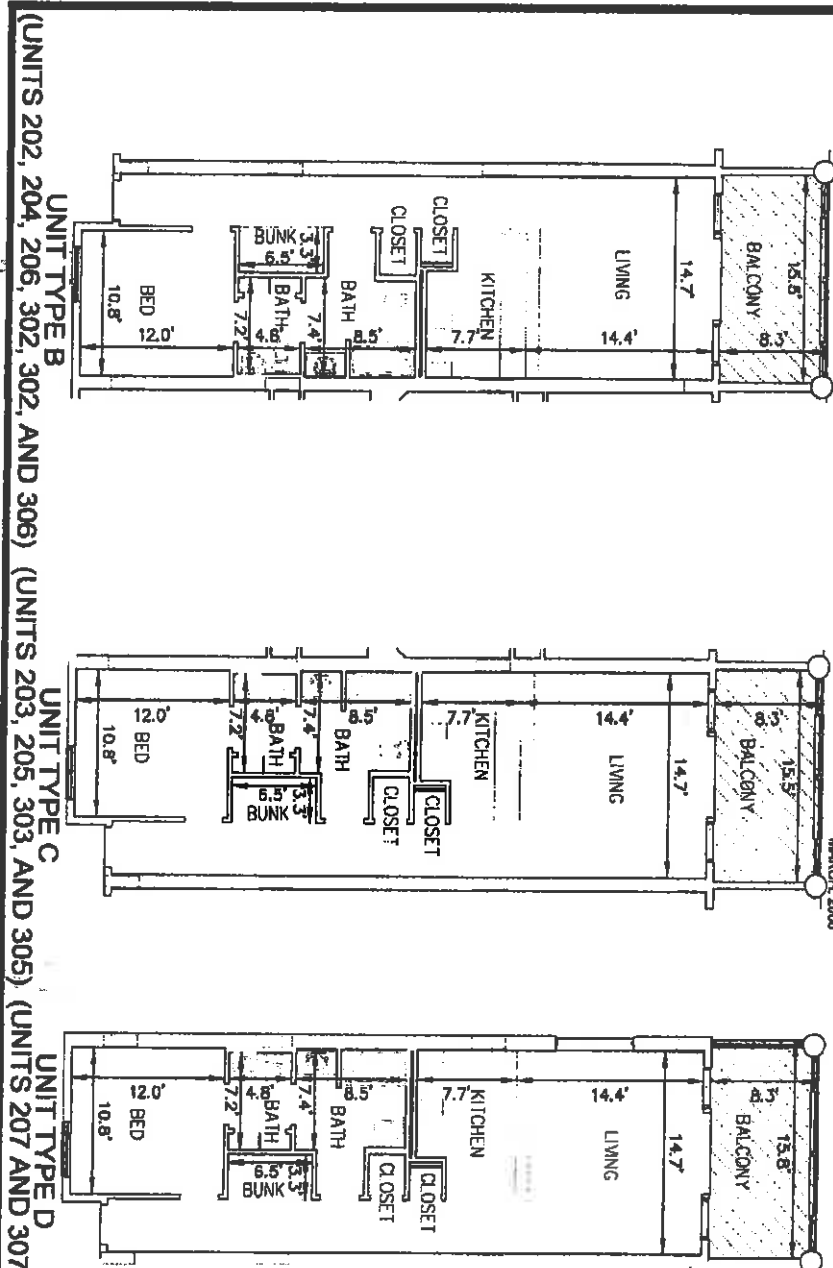 BALCONY
15.5'
8.3'
14.7'
LIVING
14.4'
KITCHEN
7.7'
CLOSET
CLOSET
BATH
8.5'
7.4'
BUNK
3.3'
6.5'
BATH
4.8'
7.2'
BED
12.0'
10.8'
UNIT TYPE B
(UNITS 202, 204, 206, 302, 302, AND 306)
8.3'
BALCONY
15.5'
14.4'
LIVING
14.7'
7.7'
KITCHEN
CLOSET
CLOSET
8.5'
BATH
7.4'
3.3'
6.5'
BUNK
4.8'
BATH
7.2'
12.0'
BED
10.8'
UNIT TYPE C
(UNITS 203, 205, 303, AND 305)
8.3'
BALCONY
15.8'
14.4'
LIVING
14.7'
7.7'
KITCHEN
CLOSET
CLOSET
8.5'
BATH
7.4'
3.3'
6.5'
BUNK
4.8'
BATH
7.2'
12.0'
BED
10.8'
UNIT TYPE D
(UNITS 207 AND 307